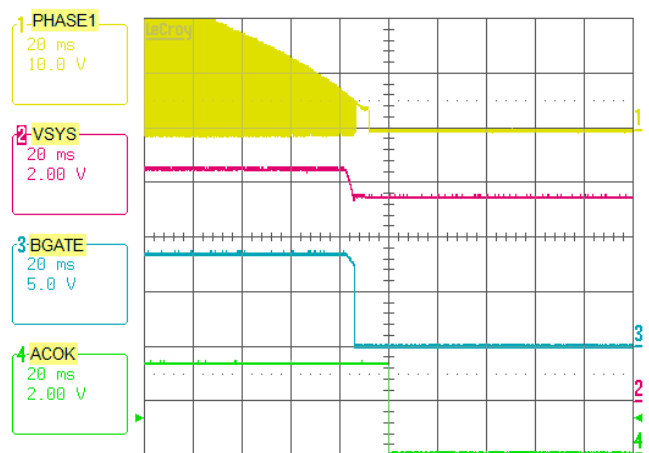 1 PHASE1
20 ms
10.0 V
LeCroy
1
2 VSYS
20 ms
2.00 V
3 BGATE
20 ms
5.0 V
3
4 ACOK
20 ms
2.00 V
2
4